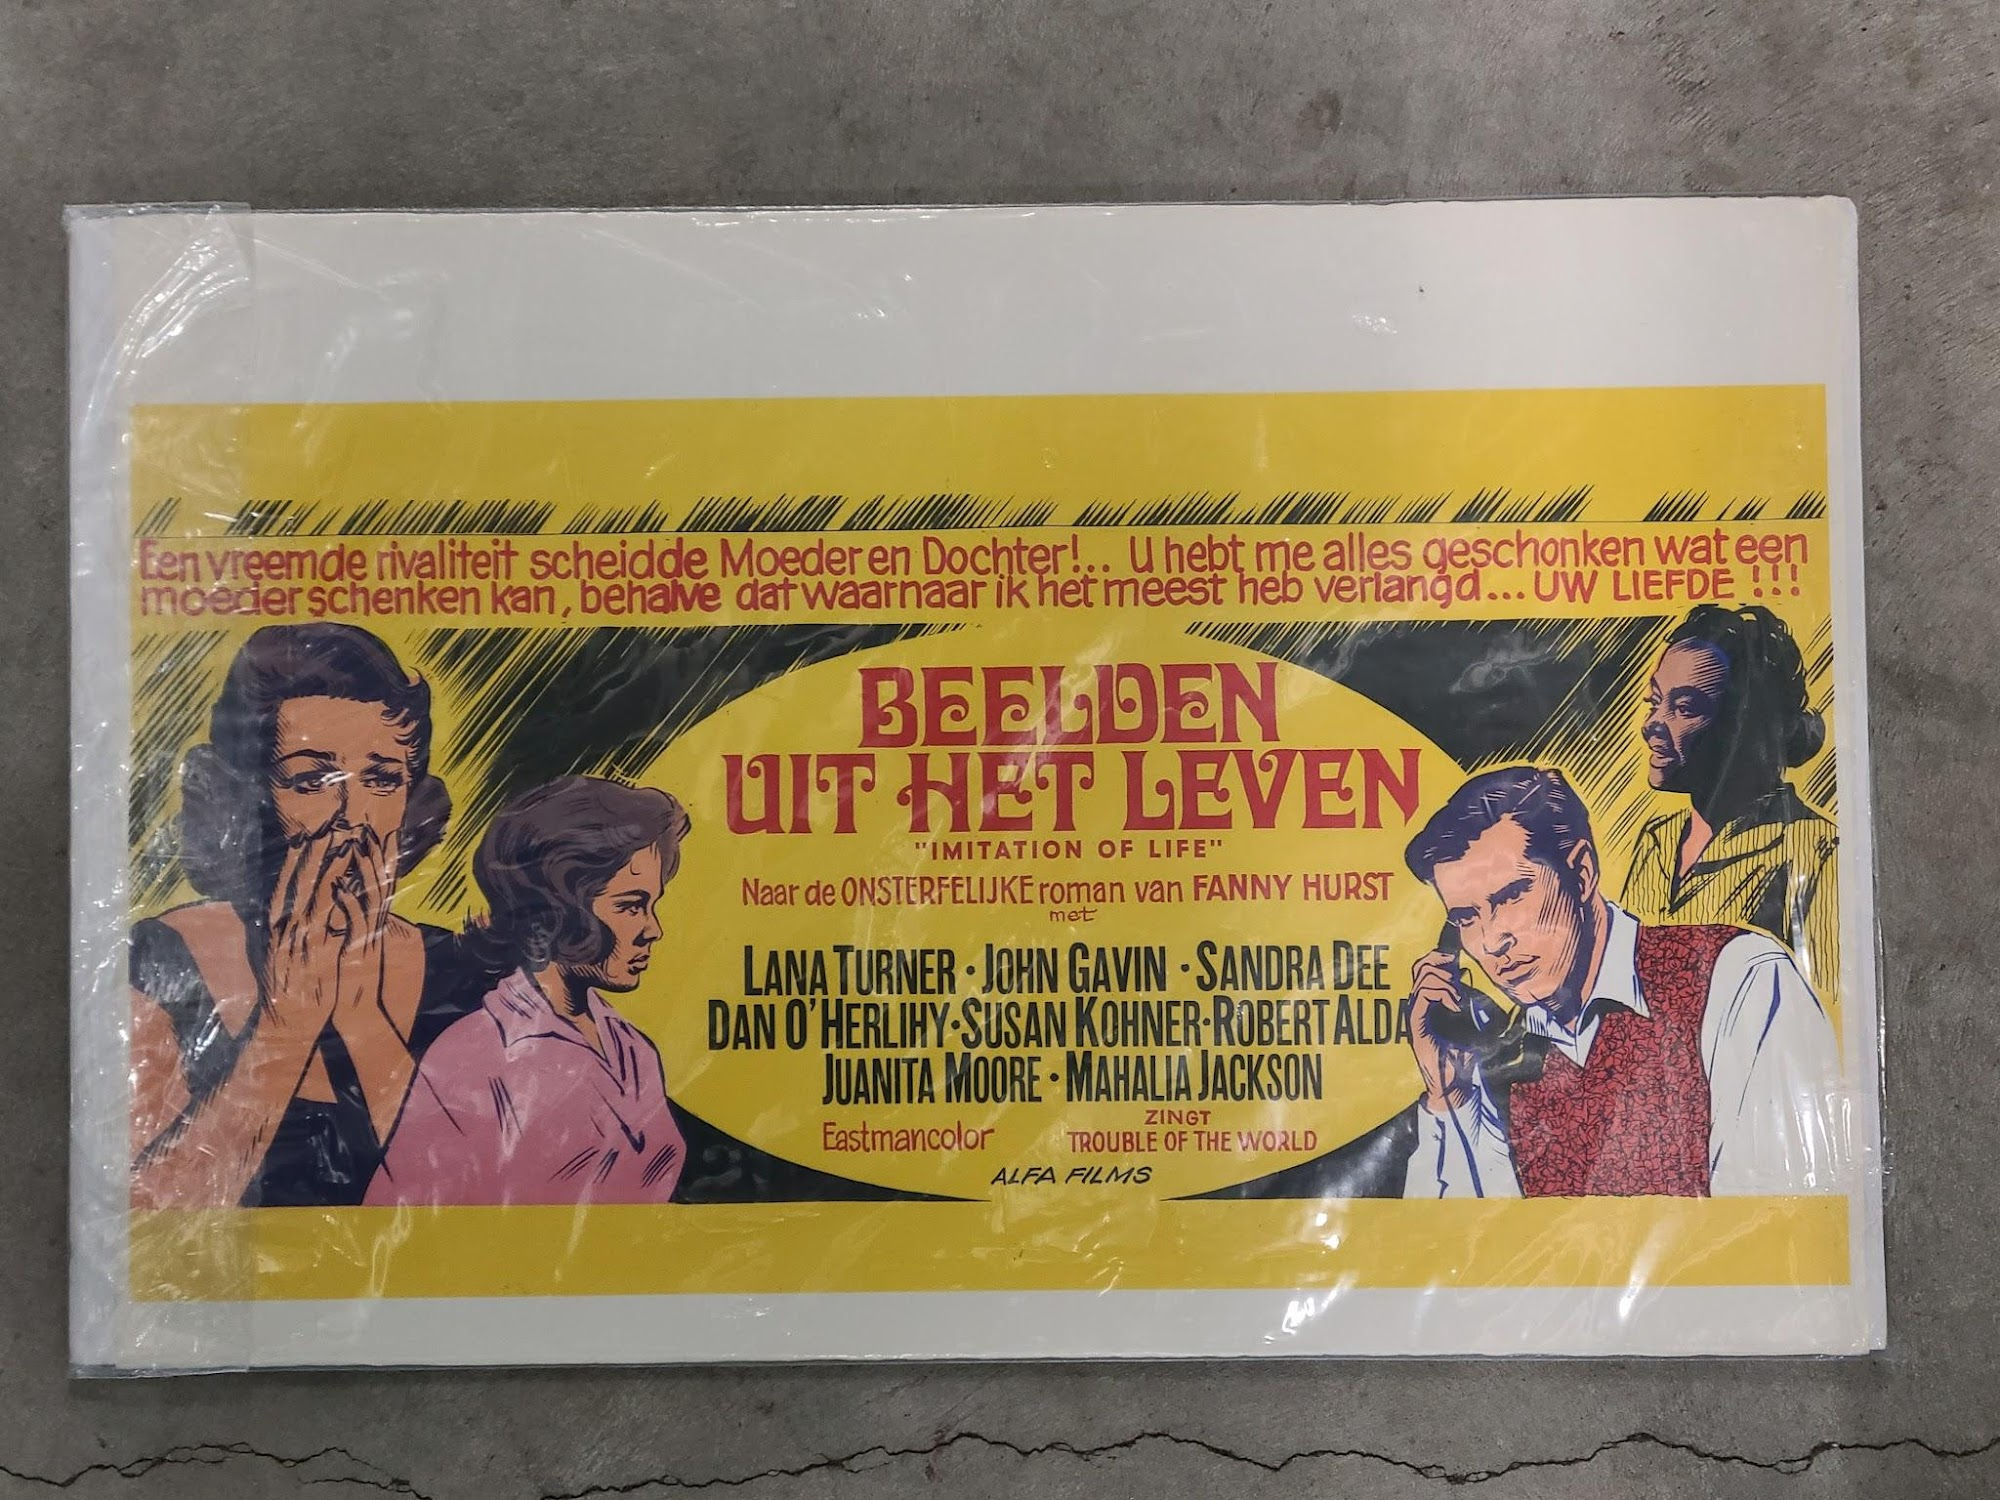 Een vreemde rivaliteit scheidde Moeder en Dochter!.. U hebt me alles geschonken wat een
moeder schenken kan, behalve dat waarnaar ik het meest heb verlangd... UW LIEFDE !!!
BEELDEN
UIT HET LEVEN
"IMITATION OF LIFE"
Naar de ONSTERFELIJKE roman van FANNY HURST
met
LANA TURNER · JOHN GAVIN · SANDRA DEE
DAN O'HERLIHY · SUSAN KOHNER · ROBERT ALDA
JUANITA MOORE · MAHALIA JACKSON
Eastmancolor
ZINGT
TROUBLE OF THE WORLD
ALFA FILMS